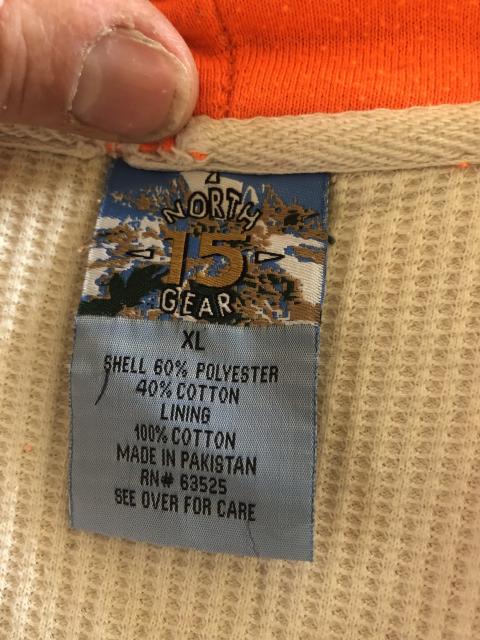 NORTH
15
GEAR
XL
SHELL 60% POLYESTER
40% COTTON
LINING
100% COTTON
MADE IN PAKISTAN
RN# 63525
SEE OVER FOR CARE